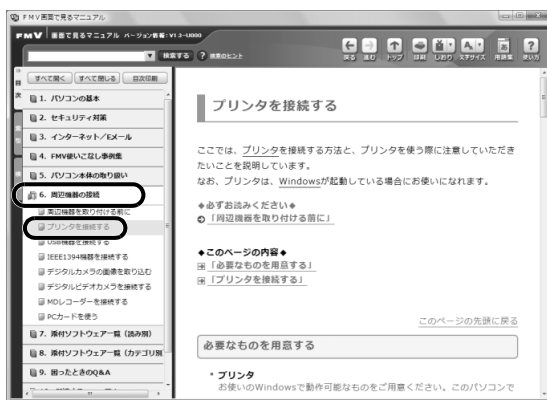 FMV画面で見るマニュアル
FMV 画面で見るマニュアル バージョン情報:V1.3-U000
検索する ? 検索のヒント
戻る 進む トップ 印刷 しおり 文字サイズ 用語集 使い方
すべて開く すべて閉じる 目次印刷
目次
1. パソコンの基本
2. セキュリティ対策
3. インターネット／Eメール
4. FMV使いこなし事例集
5. パソコン本体の取り扱い
6. 周辺機器の接続
周辺機器を取り付ける前に
プリンタを接続する
USB機器を接続する
IEEE1394機器を接続する
デジタルカメラの画像を取り込む
デジタルビデオカメラを接続する
MDレコーダーを接続する
PCカードを使う
7. 添付ソフトウェア一覧（読み別）
8. 添付ソフトウェア一覧（カテゴリ別
9. 困ったときのQ&A
プリンタを接続する
ここでは、プリンタを接続する方法と、プリンタを使う際に注意していただき
たいことを説明しています。
なお、プリンタは、Windowsが起動している場合にお使いになれます。
◆必ずお読みください◆
「周辺機器を取り付ける前に」
◆このページの内容◆
「必要なものを用意する」
「プリンタを接続する」
このページの先頭に戻る
必要なものを用意する
・プリンタ
お使いのWindowsで動作可能なものをご用意ください。このパソコンで